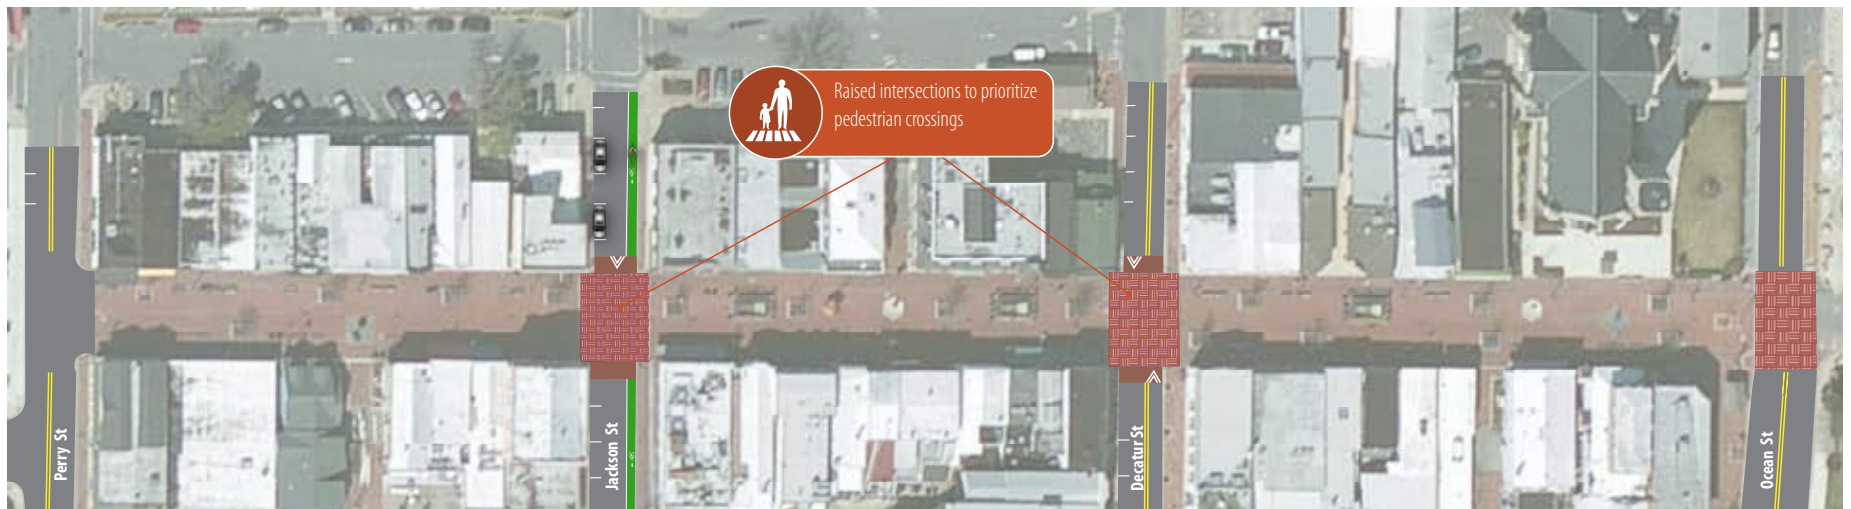 Raised intersections to prioritize
pedestrian crossings
Perry St
Jackson St
Decatur St
Ocean St